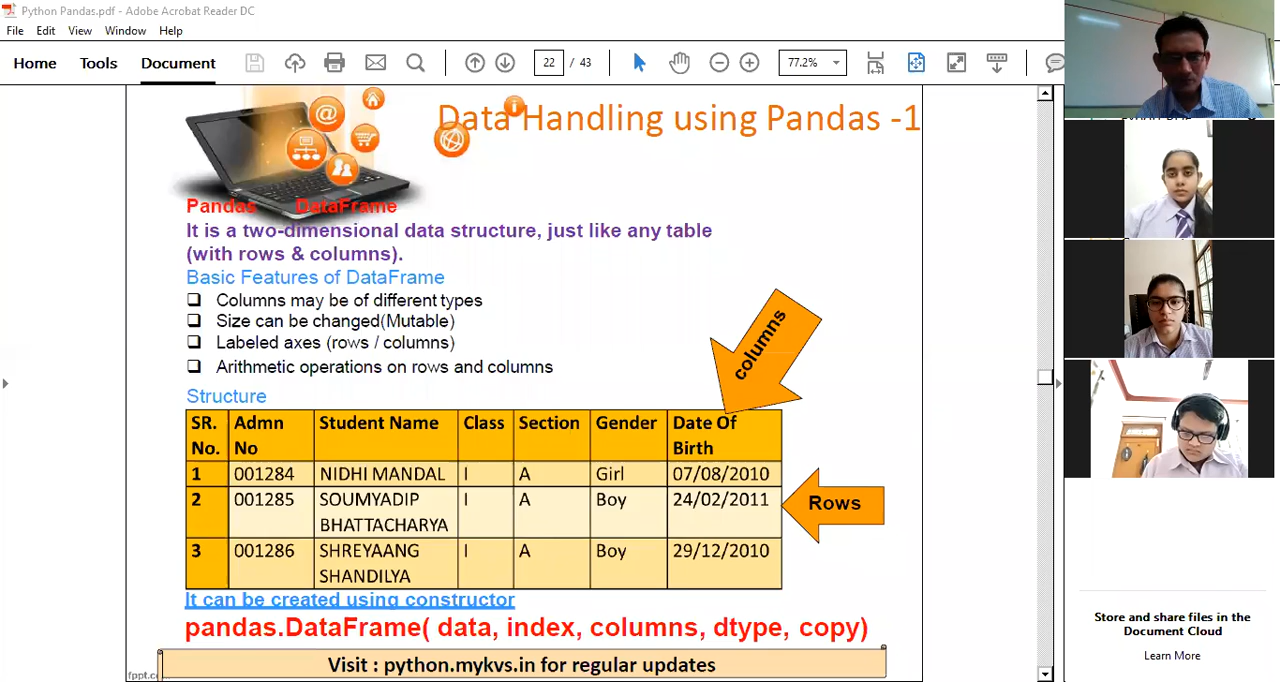 Python Pandas.pdf - Adobe Acrobat Reader DC
File Edit View Window Help
Home Tools Document
22 / 43
77.2%
Data Handling using Pandas -1
Pandas DataFrame
It is a two-dimensional data structure, just like any table
(with rows & columns).
Basic Features of DataFrame
Columns may be of different types
Size can be changed(Mutable)
Labeled axes (rows / columns)
Arithmetic operations on rows and columns
columns
Structure
SR. No. Admn No Student Name Class Section Gender Date Of Birth
1 001284 NIDHI MANDAL I A Girl 07/08/2010
2 001285 SOUMYADIP BHATTACHARYA I A Boy 24/02/2011
Rows
3 001286 SHREYAANG SHANDILYA I A Boy 29/12/2010
It can be created using constructor
pandas.DataFrame( data, index, columns, dtype, copy)
Visit : python.mykvs.in for regular updates
Store and share files in the
Document Cloud
Learn More